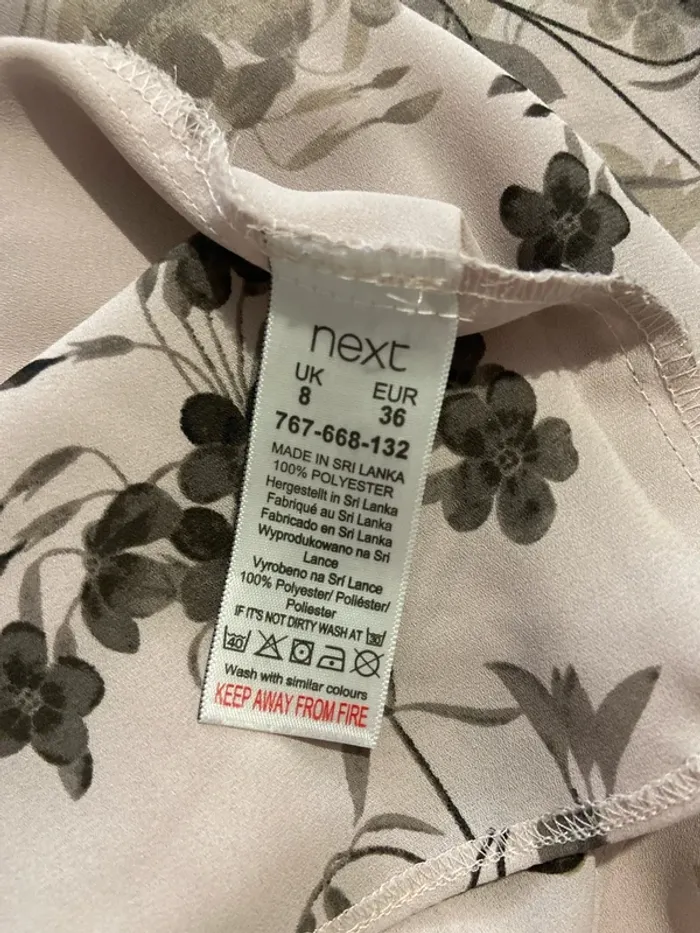 next
UK EUR
8 36
767-668-132
MADE IN SRI LANKA
100% POLYESTER
Hergestellt in Sri Lanka
Fabriqué au Sri Lanka
Fabricado en Sri Lanka
Wyprodukowano na Sri
Lance
Vyrobeno na Srí Lance
100% Polyester/ Poliéster/
Poliester
IF IT'S NOT DIRTY WASH AT 30
40
Wash with similar colours
KEEP AWAY FROM FIRE